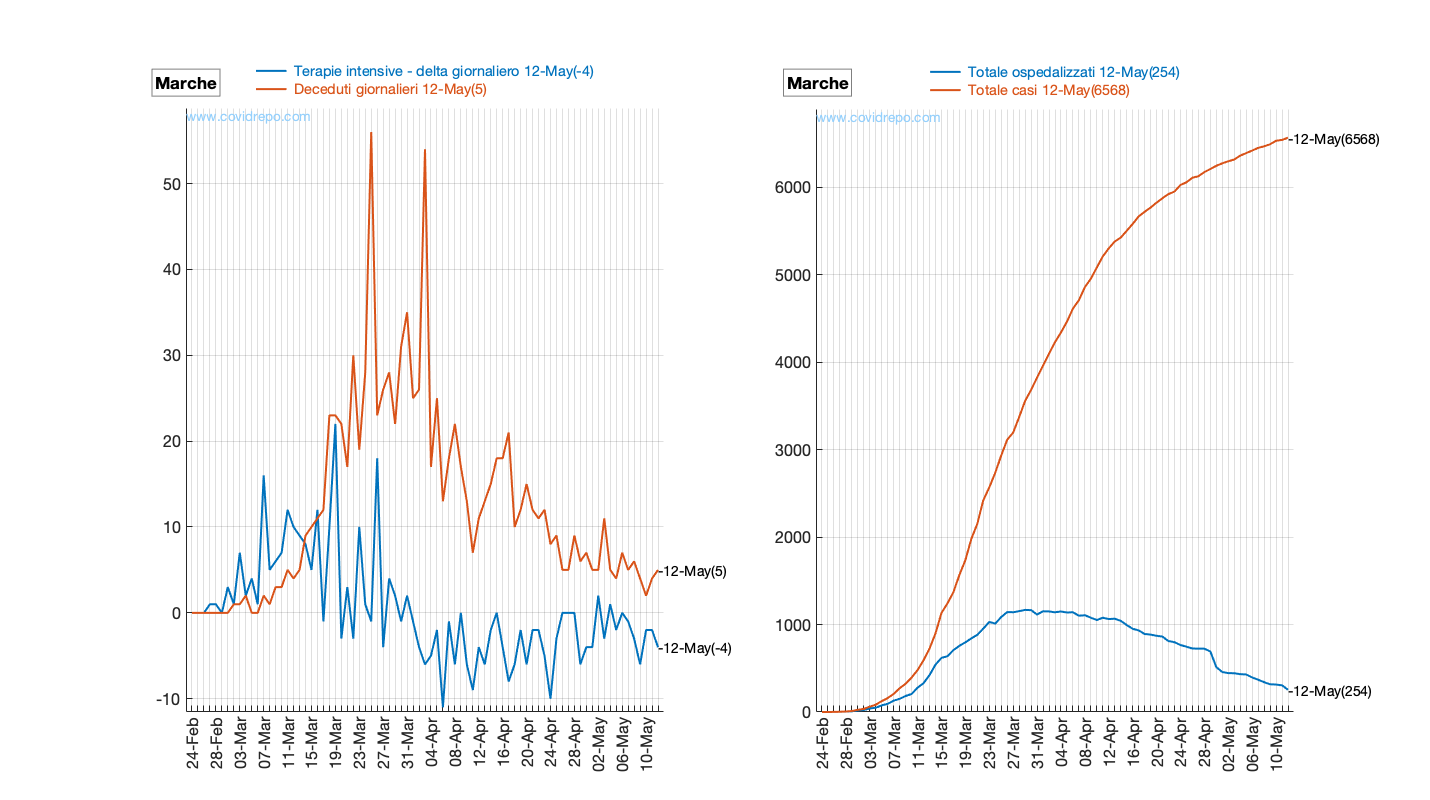 Marche
Terapie intensive - delta giornaliero 12-May(-4)
Deceduti giornalieri 12-May(5)
www.covidrepo.com
50
40
30
20
10
0
-10
12-May(5)
12-May(-4)
24-Feb
28-Feb
03-Mar
07-Mar
11-Mar
15-Mar
19-Mar
23-Mar
27-Mar
31-Mar
04-Apr
08-Apr
12-Apr
16-Apr
20-Apr
24-Apr
28-Apr
02-May
06-May
10-May
Marche
Totale ospedalizzati 12-May(254)
Totale casi 12-May(6568)
www.covidrepo.com
6000
5000
4000
3000
2000
1000
0
12-May(6568)
12-May(254)
24-Feb
28-Feb
03-Mar
07-Mar
11-Mar
15-Mar
19-Mar
23-Mar
27-Mar
31-Mar
04-Apr
08-Apr
12-Apr
16-Apr
20-Apr
24-Apr
28-Apr
02-May
06-May
10-May